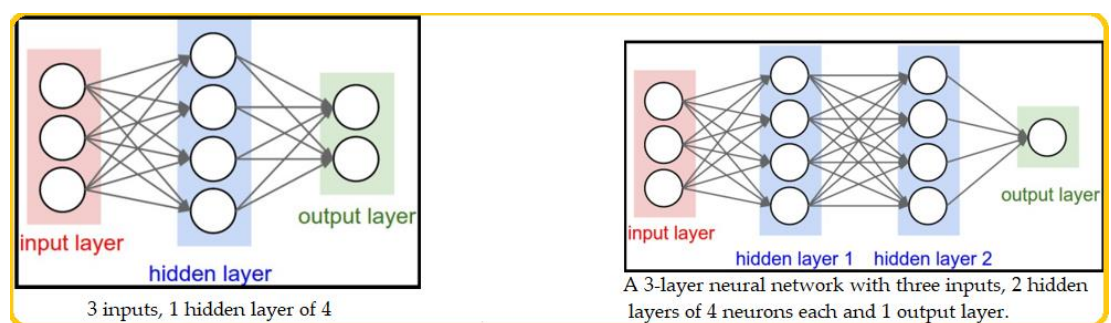 input layer
hidden layer
output layer
3 inputs, 1 hidden layer of 4
input layer
hidden layer 1
hidden layer 2
output layer
A 3-layer neural network with three inputs, 2 hidden
layers of 4 neurons each and 1 output layer.